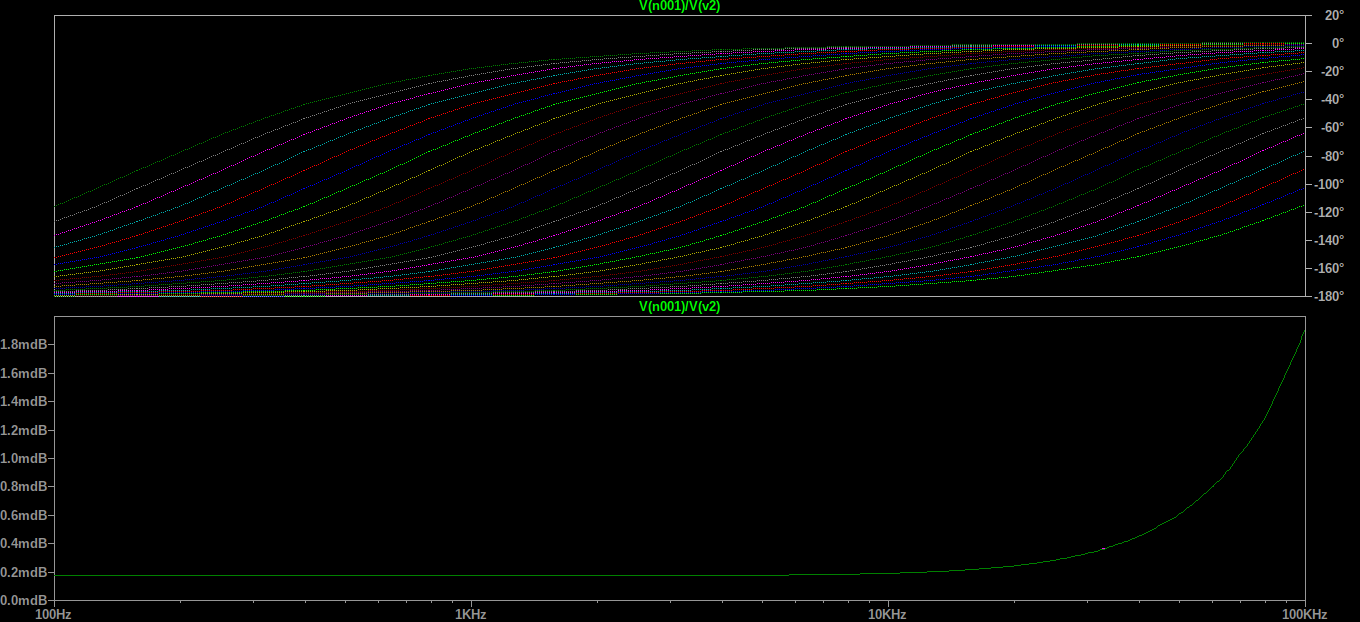 V(n001)/V(v2)
20°
0°
-20°
-40°
-60°
-80°
-100°
-120°
-140°
-160°
-180°
V(n001)/V(v2)
1.8mdB
1.6mdB
1.4mdB
1.2mdB
1.0mdB
0.8mdB
0.6mdB
0.4mdB
0.2mdB
0.0mdB
100Hz 1KHz 10KHz 100KHz